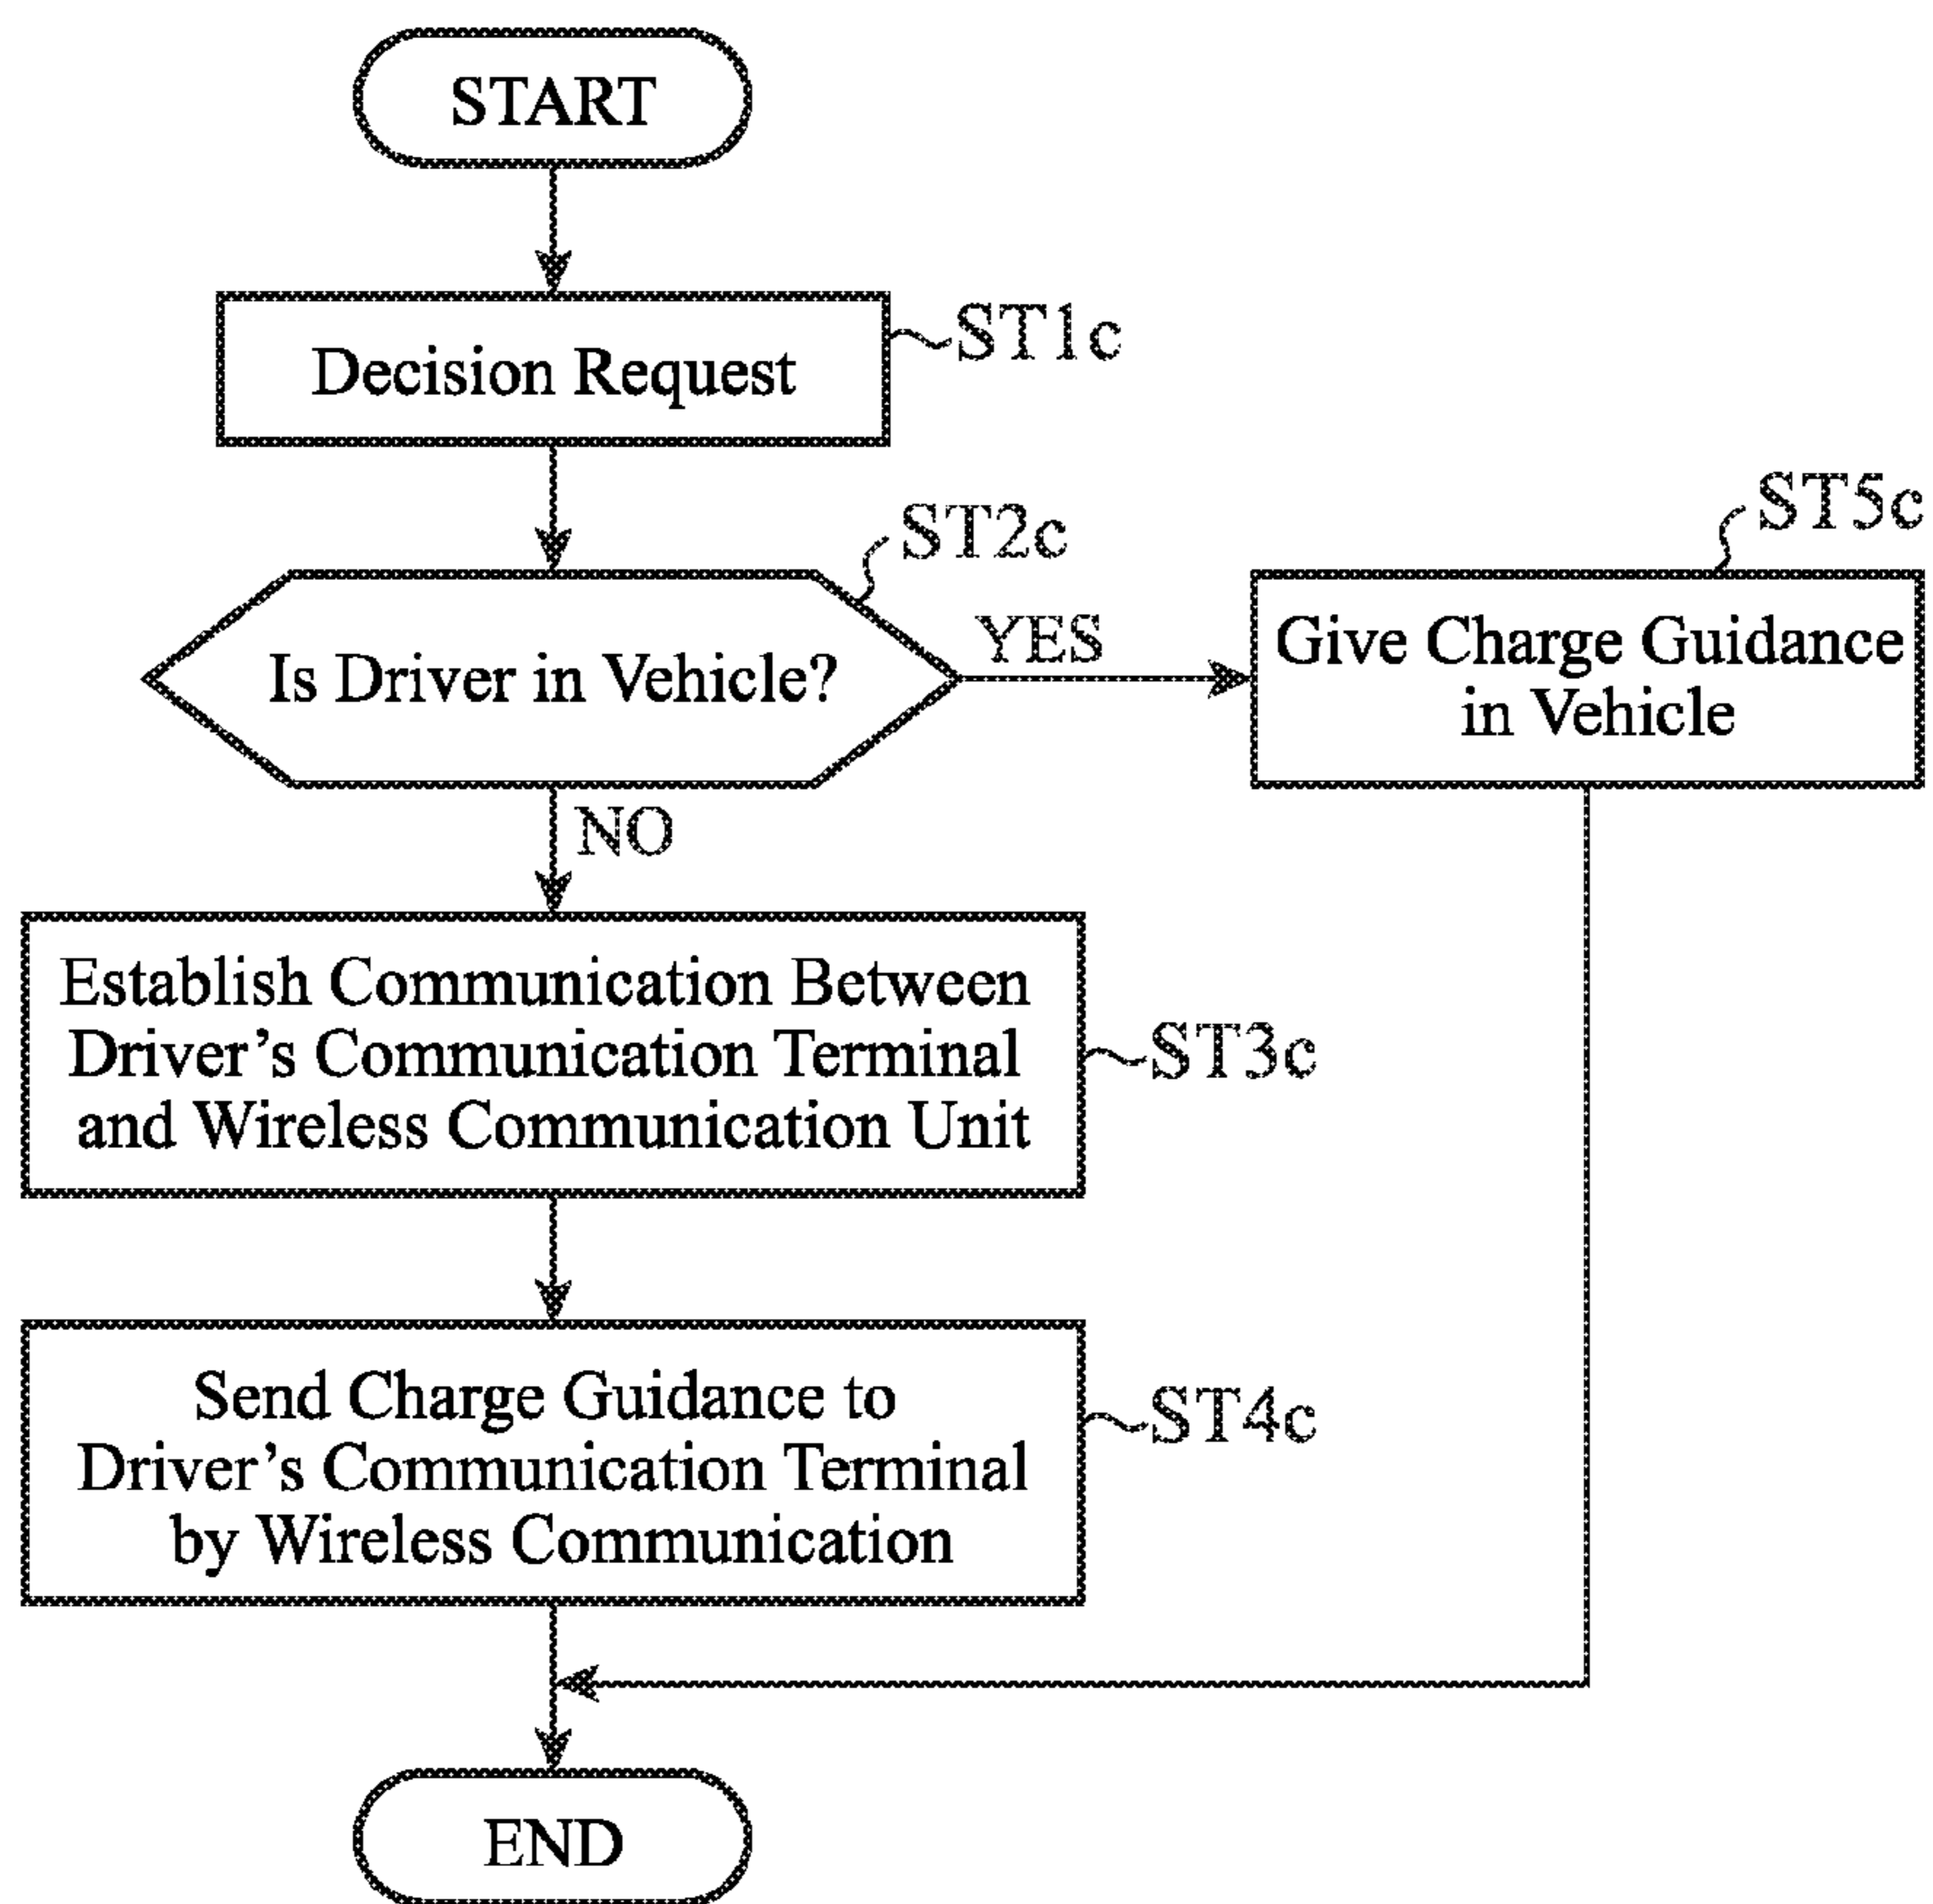 START
Decision Request
ST1c
ST2c
Is Driver in Vehicle?
YES
ST5c
Give Charge Guidance
in Vehicle
NO
Establish Communication Between
Driver's Communication Terminal
and Wireless Communication Unit
ST3c
Send Charge Guidance to
Driver's Communication Terminal
by Wireless Communication
ST4c
END